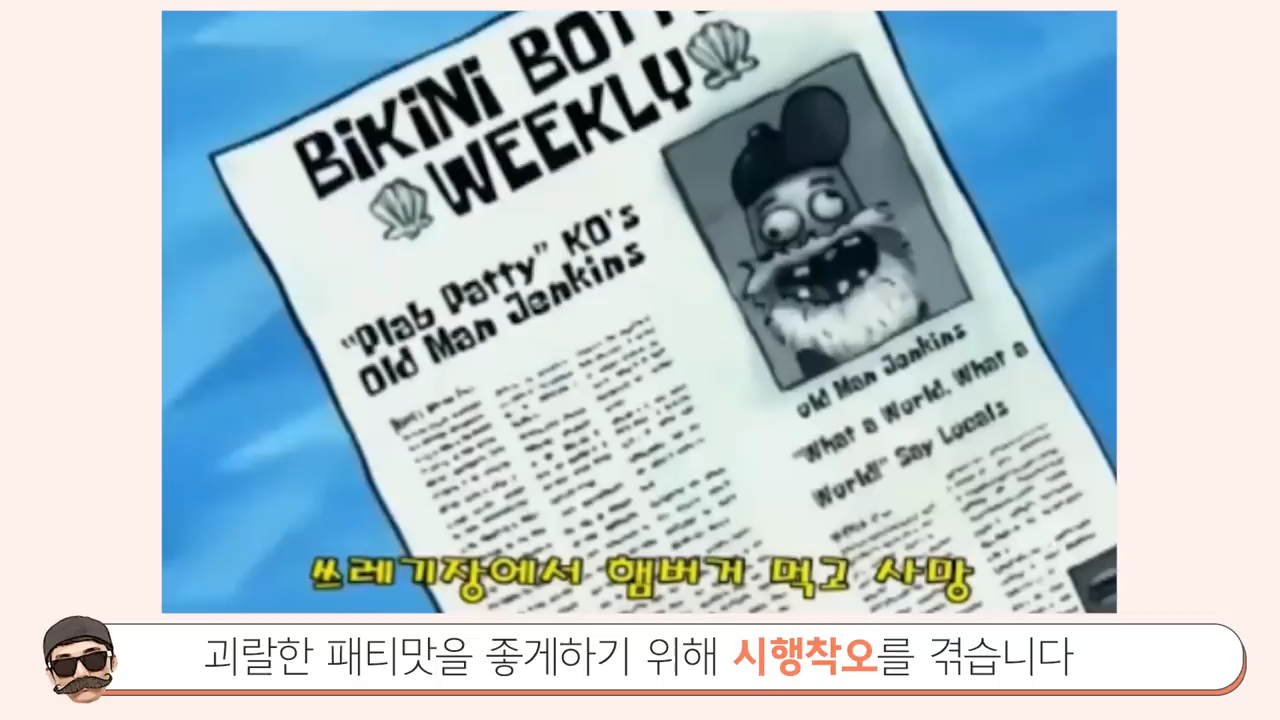 BiKiNi BOTT
WEEKLY
"Plab Patty" KO's
Old Man Jenkins
old Man Jenkins
"What a World, What a
World!" Say Locals
쓰레기장에서 햄버거 먹고 사망
괴랄한 패티맛을 좋게하기 위해 시행착오를 겪습니다